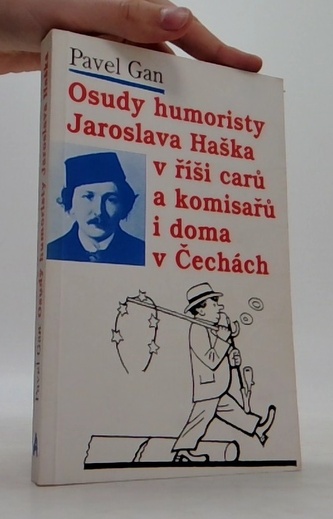 Pavel Gan
Osudy humoristy
Jaroslava Haška
v říši carů
a komisařů
i doma
v Čechách
Pavel Gan Osudy humoristy Jaroslava Haška